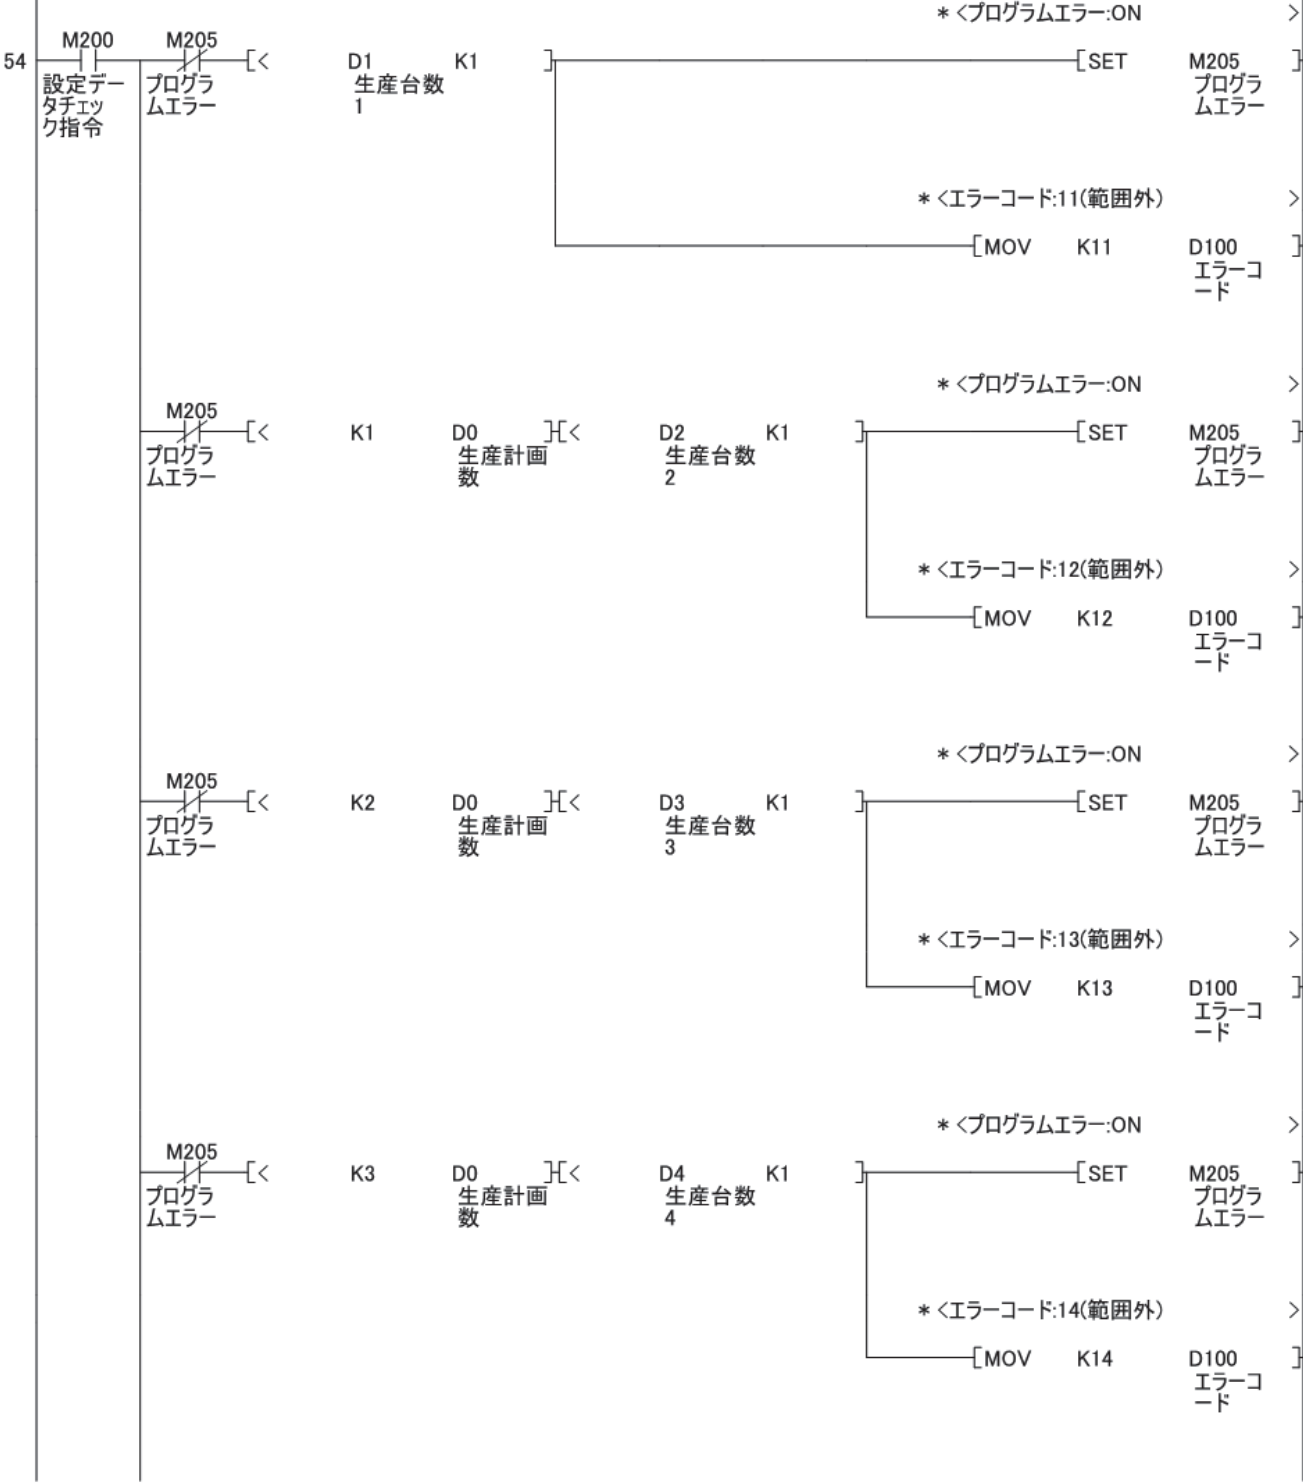 * <プログラムエラー:ON >
M200 M205
54 [< D1 K1 ] [SET M205 ]
設定デー プログラ 生産台数 プログラ
タチェッ ムエラー 1 ムエラー
ク指令
* <エラーコード:11(範囲外) >
[MOV K11 D100 ]
エラーコ
ード
* <プログラムエラー:ON >
M205
[< K1 D0 ][< D2 K1 ] [SET M205 ]
プログラ 生産計画 生産台数 プログラ
ムエラー 数 2 ムエラー
* <エラーコード:12(範囲外) >
[MOV K12 D100 ]
エラーコ
ード
* <プログラムエラー:ON >
M205
[< K2 D0 ][< D3 K1 ] [SET M205 ]
プログラ 生産計画 生産台数 プログラ
ムエラー 数 3 ムエラー
* <エラーコード:13(範囲外) >
[MOV K13 D100 ]
エラーコ
ード
* <プログラムエラー:ON >
M205
[< K3 D0 ][< D4 K1 ] [SET M205 ]
プログラ 生産計画 生産台数 プログラ
ムエラー 数 4 ムエラー
* <エラーコード:14(範囲外) >
[MOV K14 D100 ]
エラーコ
ード